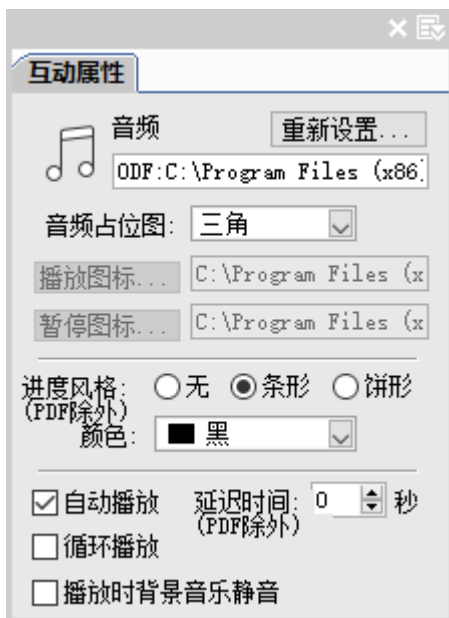 互动属性
音频
重新设置...
ODF:C:\Program Files (x86)
音频占位图: 三角
播放图标... C:\Program Files (x
暂停图标... C:\Program Files (x
进度风格: 无 条形 饼形
(PDF除外)
颜色: 黑
自动播放 延迟时间: 0 秒
(PDF除外)
循环播放
播放时背景音乐静音